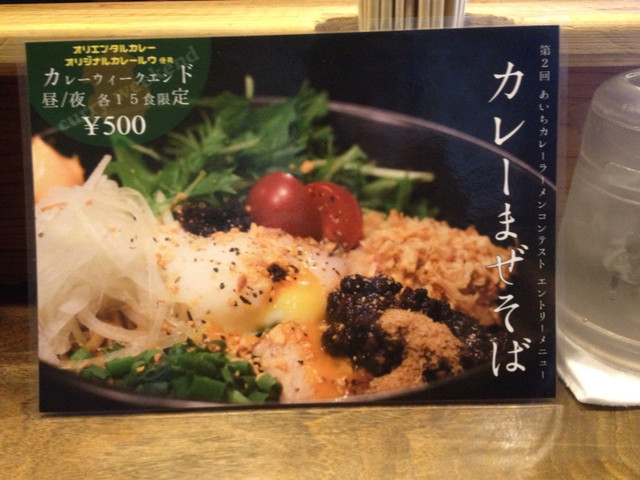 オリエンタルカレー
オリジナルカレールウ使用
カレーウィークエンド
昼/夜 各15食限定
¥500
第2回 あいちカレーラーメンコンテスト エントリーメニュー
カレーまぜそば